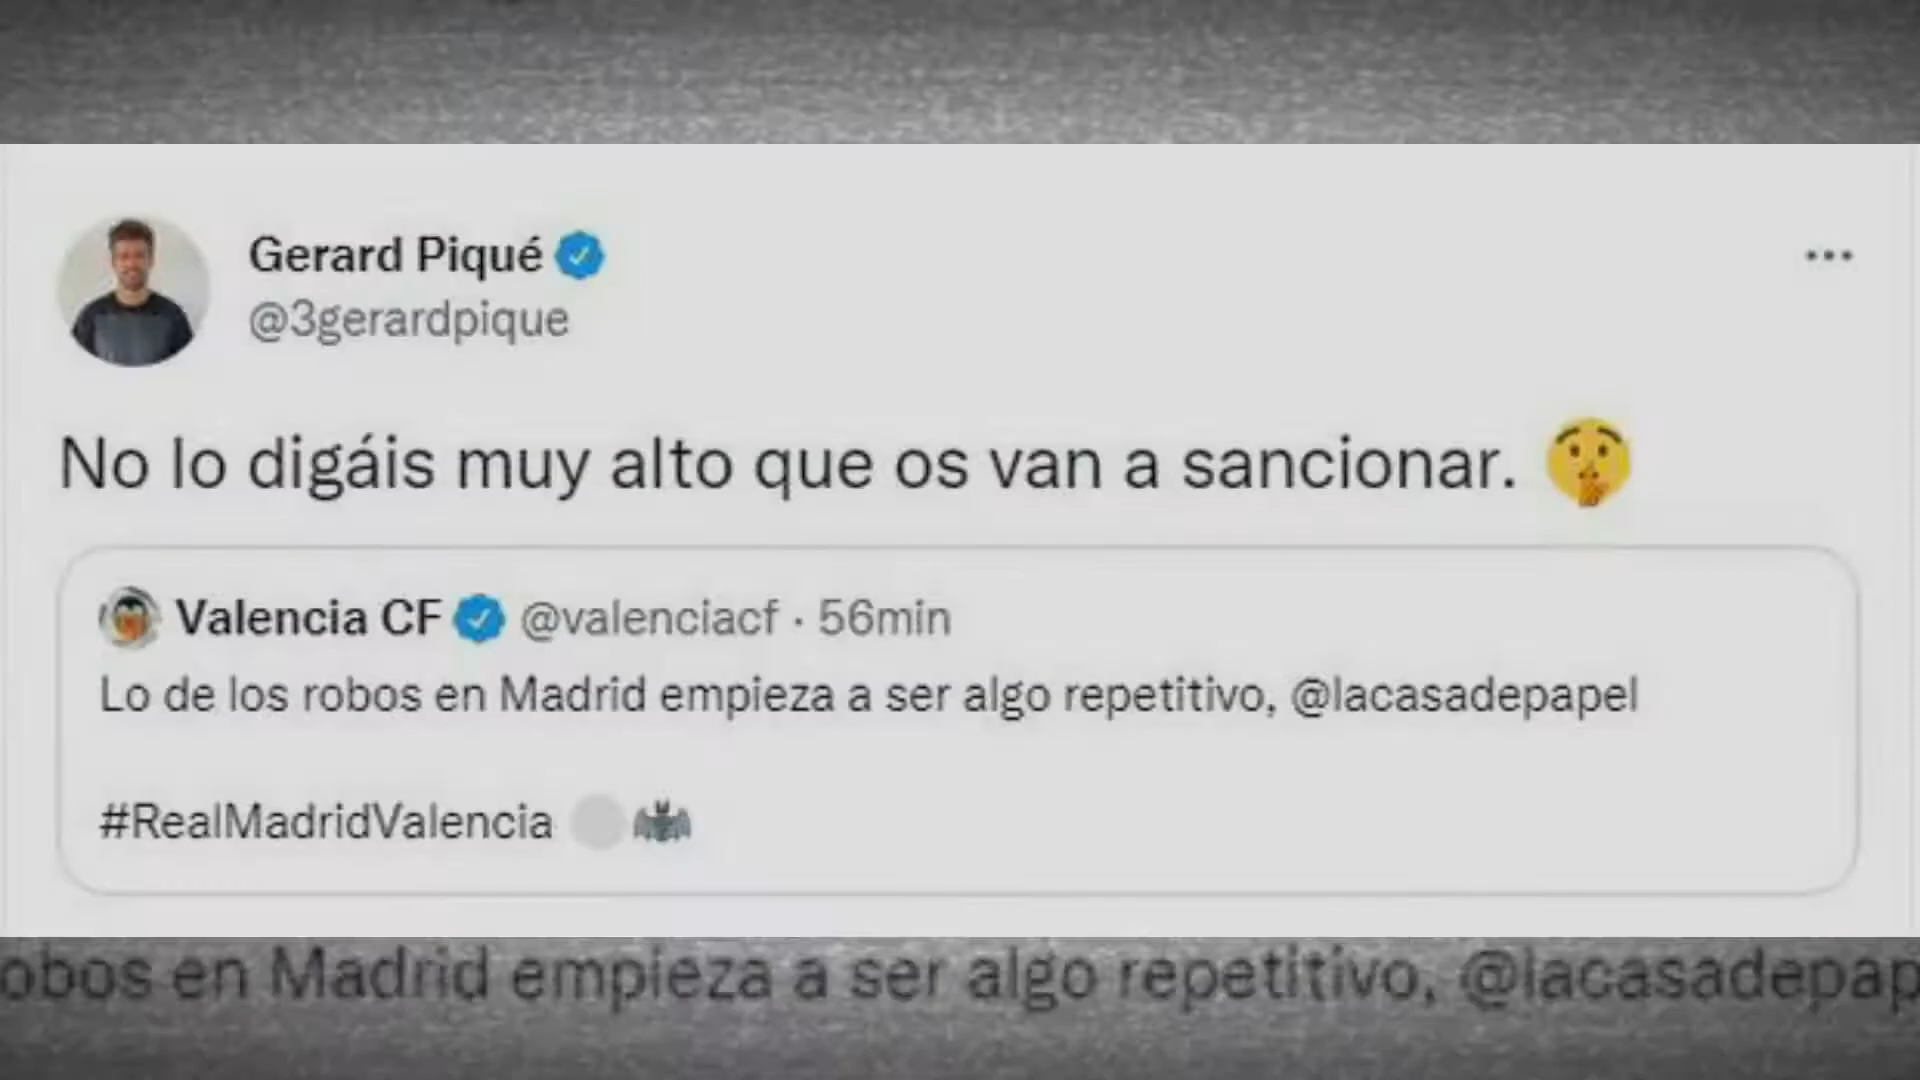 Gerard Piqué
@3gerardpique
No lo digáis muy alto que os van a sancionar. 🤫
Valencia CF @valenciacf · 56min
Lo de los robos en Madrid empieza a ser algo repetitivo, @lacasadepapel
#RealMadridValencia ⚪🦇
obos en Madrid empieza a ser algo repetitivo, @lacasadepap